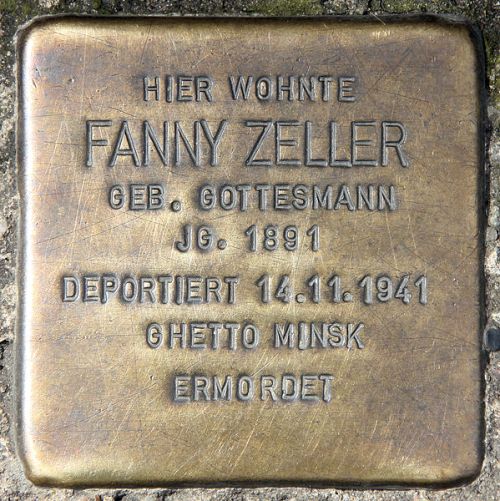 HIER WOHNTE
FANNY ZELLER
GEB. GOTTESMANN
JG. 1891
DEPORTIERT 14.11.1941
GHETTO MINSK
ERMORDET